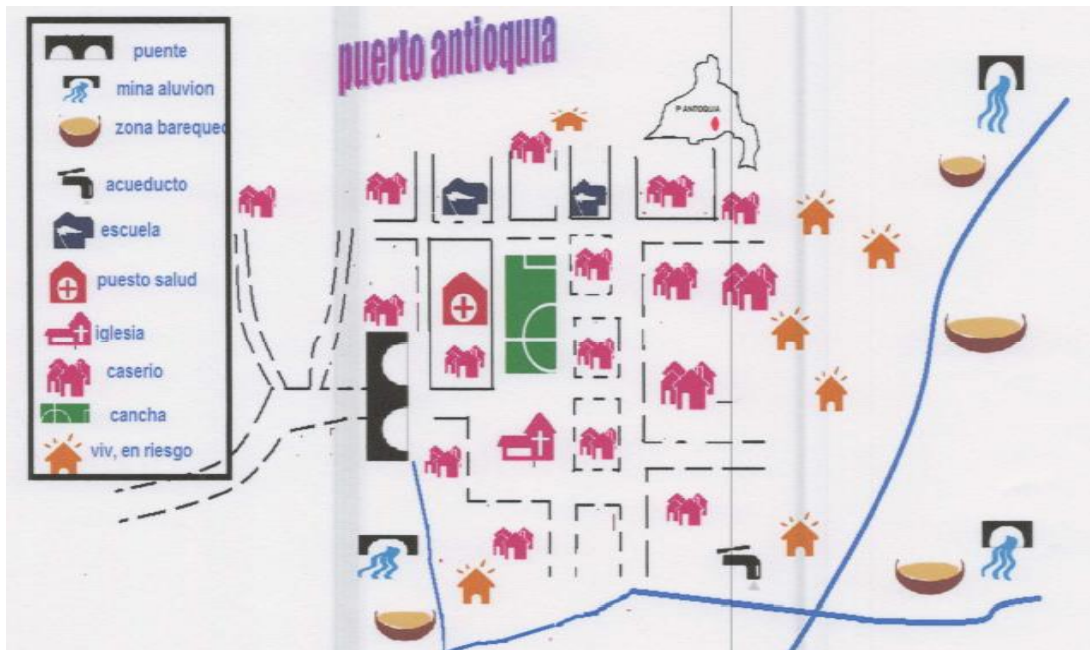 puerto antioquia
puente
mina aluvion
zona barequeo
acueducto
escuela
puesto salud
iglesia
caserio
cancha
viv, en riesgo
P ANTIOQUIA